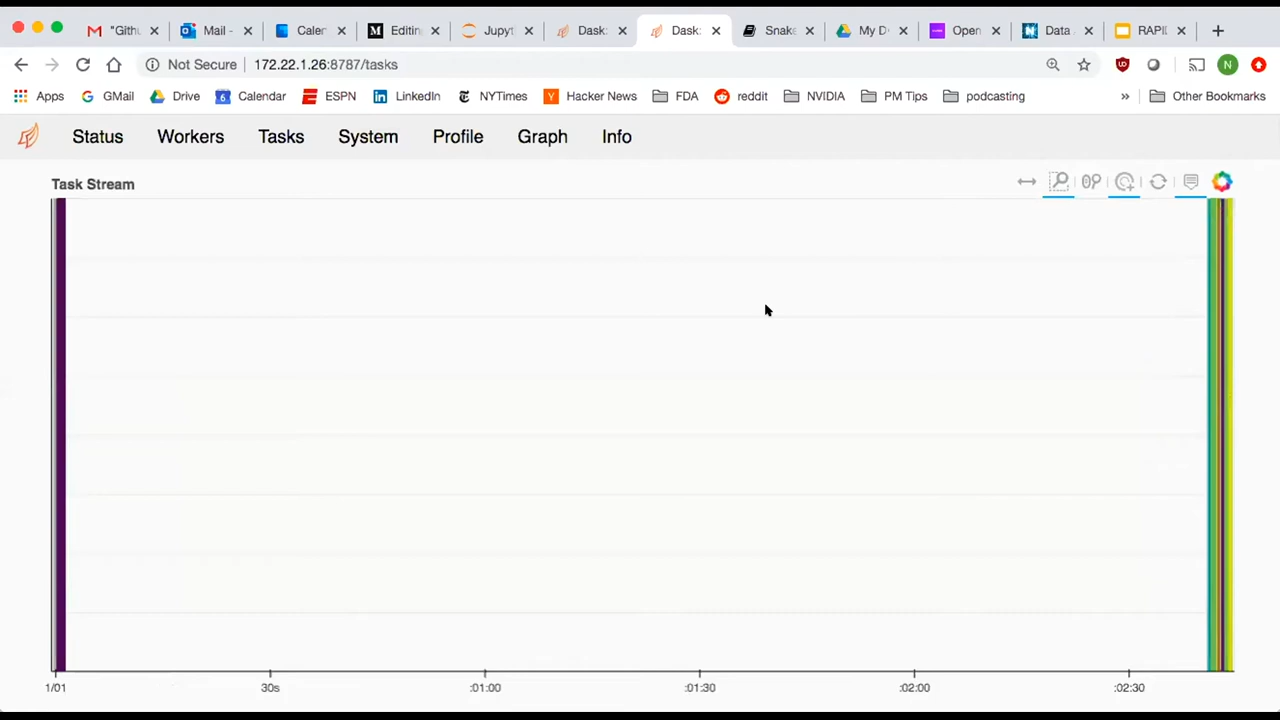 "Githu
Mail -
Calen
Editin
Jupyt
Dask:
Dask:
Snake
My D
Open
Data
RAPI
Not Secure
172.22.1.26:8787/tasks
N
Apps
GMail
Drive
Calendar
ESPN
LinkedIn
NYTimes
Hacker News
FDA
reddit
NVIDIA
PM Tips
podcasting
»
Other Bookmarks
Status
Workers
Tasks
System
Profile
Graph
Info
Task Stream
1/01
30s
:01:00
:01:30
:02:00
:02:30